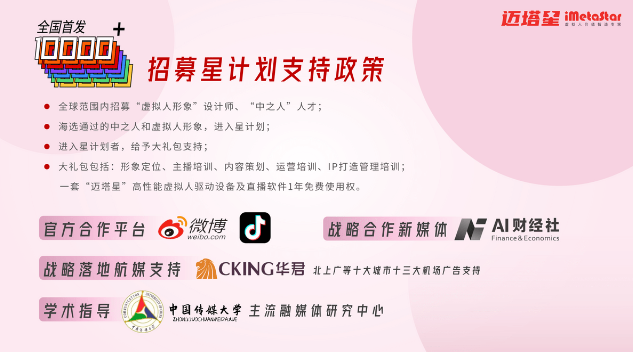 全国首发
10000+
迈塔星 iMetaStar
招募星计划支持政策
全球范围内招募“虚拟人形象”设计师、“中之人”人才；
海选通过的中之人和虚拟人形象，进入星计划；
进入星计划者，给予大礼包支持；
大礼包包括：形象定位、主播培训、内容策划、运营培训、IP打造管理培训；
一套“迈塔星”高性能虚拟人驱动设备及直播软件1年免费使用权。
官方合作平台 微博 weibo.com
战略合作新媒体 AI财经社 Finance&Economics
战略落地航媒支持 CKING华君 北上广等十大城市十三大机场广告支持
学术指导 中国传媒大学 主流融媒体研究中心